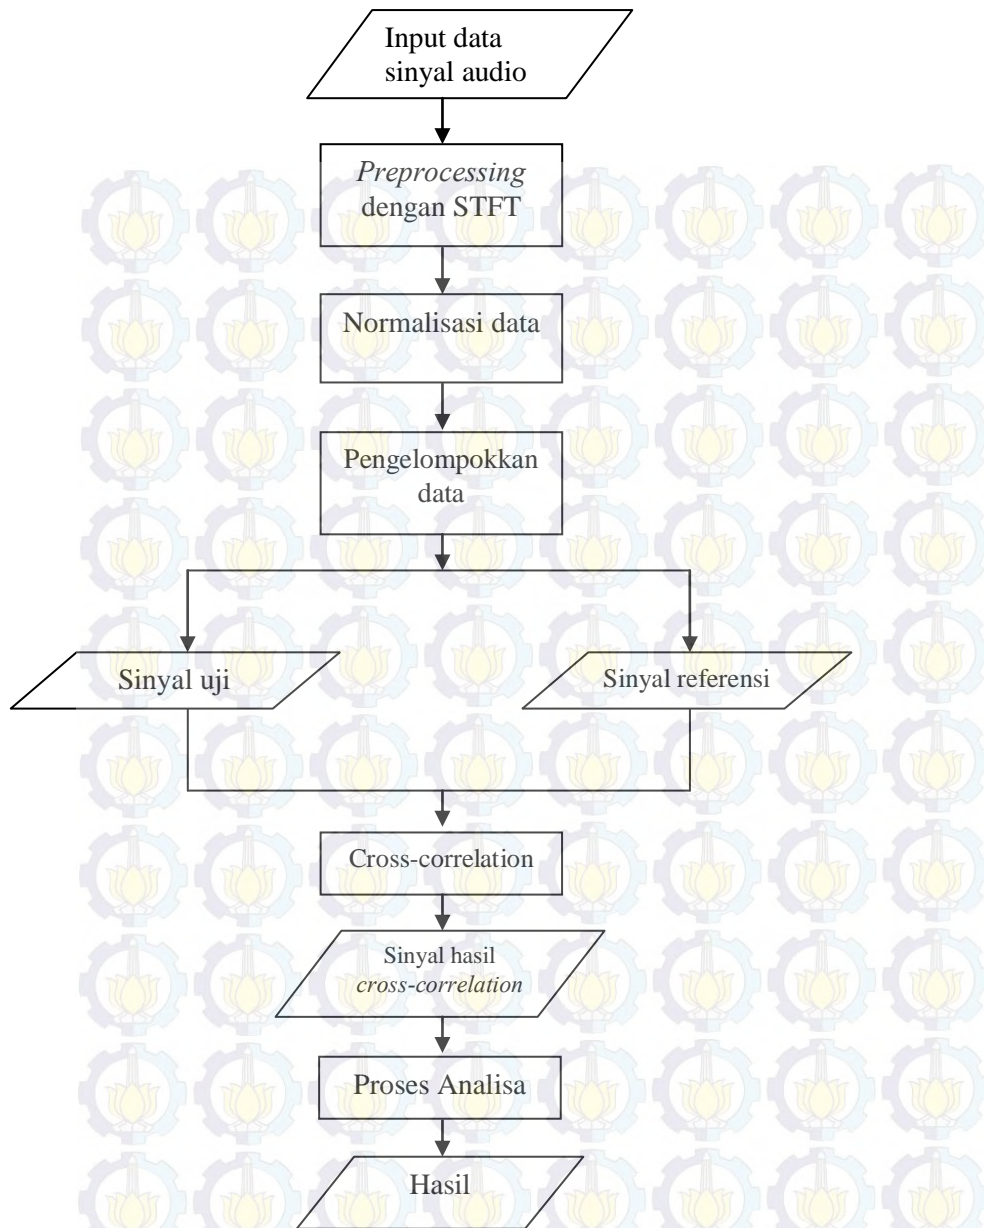 Input data
sinyal audio
Preprocessing
dengan STFT
Normalisasi data
Pengelompokkan
data
Sinyal uji
Sinyal referensi
Cross-correlation
Sinyal hasil
cross-correlation
Proses Analisa
Hasil